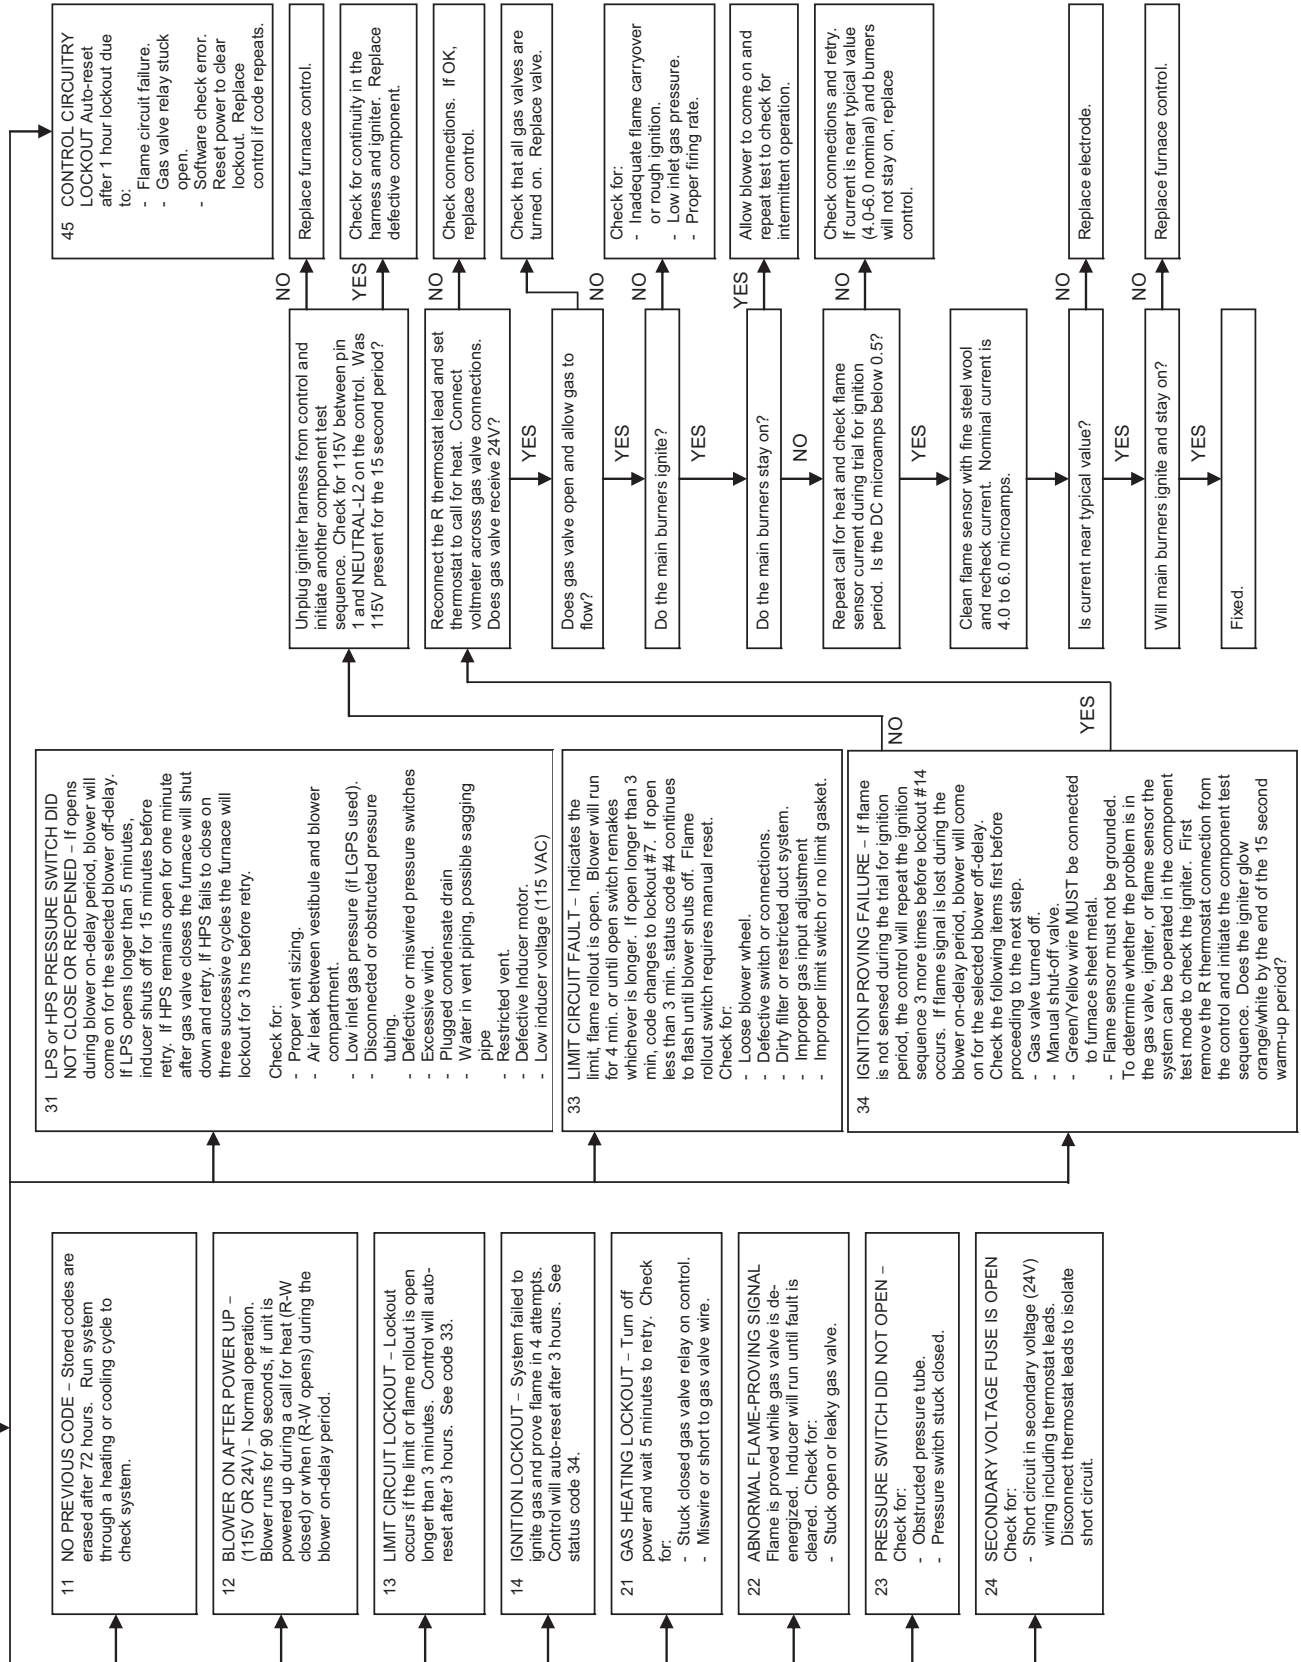 11 NO PREVIOUS CODE – Stored codes are
erased after 72 hours. Run system
through a heating or cooling cycle to
check system.
12 BLOWER ON AFTER POWER UP –
(115V OR 24V) – Normal operation.
Blower runs for 90 seconds, if unit is
powered up during a call for heat (R-W
closed) or when (R-W opens) during the
blower on-delay period.
13 LIMIT CIRCUIT LOCKOUT – Lockout
occurs if the limit or flame rollout is open
longer than 3 minutes. Control will auto-
reset after 3 hours. See code 33.
14 IGNITION LOCKOUT – System failed to
ignite gas and prove flame in 4 attempts.
Control will auto-reset after 3 hours. See
status code 34.
21 GAS HEATING LOCKOUT – Turn off
power and wait 5 minutes to retry. Check
for:
- Stuck closed gas valve relay on control.
- Miswire or short to gas valve wire.
22 ABNORMAL FLAME-PROVING SIGNAL
Flame is proved while gas valve is de-
energized. Inducer will run until fault is
cleared. Check for:
- Stuck open or leaky gas valve.
23 PRESSURE SWITCH DID NOT OPEN –
Check for:
- Obstructed pressure tube.
- Pressure switch stuck closed.
24 SECONDARY VOLTAGE FUSE IS OPEN
Check for:
- Short circuit in secondary voltage (24V)
wiring including thermostat leads.
Disconnect thermostat leads to isolate
short circuit.
31 LPS or HPS PRESSURE SWITCH DID
NOT CLOSE OR REOPENED – If opens
during blower on-delay period, blower will
come on for the selected blower off-delay.
If LPS opens longer than 5 minutes,
inducer shuts off for 15 minutes before
retry. If HPS remains open for one minute
after gas valve closes the furnace will shut
down and retry. If HPS fails to close on
three successive cycles the furnace will
lockout for 3 hrs before retry.
Check for:
- Proper vent sizing.
- Air leak between vestibule and blower
compartment.
- Low inlet gas pressure (if LGPS used).
- Disconnected or obstructed pressure
tubing.
- Defective or miswired pressure switches
- Excessive wind.
- Plugged condensate drain
- Water in vent piping, possible sagging
pipe
- Restricted vent.
- Defective Inducer motor.
- Low inducer voltage (115 VAC)
33 LIMIT CIRCUIT FAULT – Indicates the
limit, flame rollout is open. Blower will run
for 4 min. or until open switch remakes
whichever is longer. If open longer than 3
min, code changes to lockout #7. If open
less than 3 min. status code #4 continues
to flash until blower shuts off. Flame
rollout switch requires manual reset.
Check for:
- Loose blower wheel.
- Defective switch or connections.
- Dirty filter or restricted duct system.
- Improper gas input adjustment
- Improper limit switch or no limit gasket.
34 IGNITION PROVING FAILURE – If flame
is not sensed during the trial for ignition
period, the control will repeat the ignition
sequence 3 more times before lockout #14
occurs. If flame signal is lost during the
blower on-delay period, blower will come
on for the selected blower off-delay.
Check the following items first before
proceeding to the next step.
- Gas valve turned off.
- Manual shut-off valve.
- Green/Yellow wire MUST be connected
to furnace sheet metal.
- Flame sensor must not be grounded.
To determine whether the problem is in
the gas valve, igniter, or flame sensor the
system can be operated in the component
test mode to check the igniter. First
remove the R thermostat connection from
the control and initiate the component test
sequence. Does the igniter glow
orange/white by the end of the 15 second
warm-up period?
NO
YES
45 CONTROL CIRCUITRY
LOCKOUT Auto-reset
after 1 hour lockout due
to:
- Flame circuit failure.
- Gas valve relay stuck
open.
- Software check error.
- Reset power to clear
lockout. Replace
control if code repeats.
Unplug igniter harness from control and
initiate another component test
sequence. Check for 115V between pin
1 and NEUTRAL-L2 on the control. Was
115V present for the 15 second period?
NO
Replace furnace control.
YES
Check for continuity in the
harness and igniter. Replace
defective component.
Reconnect the R thermostat lead and set
thermostat to call for heat. Connect
voltmeter across gas valve connections.
Does gas valve receive 24V?
NO
Check connections. If OK,
replace control.
YES
Does gas valve open and allow gas to
flow?
NO
Check that all gas valves are
turned on. Replace valve.
YES
Do the main burners ignite?
NO
Check for:
- Inadequate flame carryover
or rough ignition.
- Low inlet gas pressure.
- Proper firing rate.
YES
Do the main burners stay on?
YES
Allow blower to come on and
repeat test to check for
intermittent operation.
NO
Repeat call for heat and check flame
sensor current during trial for ignition
period. Is the DC microamps below 0.5?
NO
Check connections and retry.
If current is near typical value
(4.0-6.0 nominal) and burners
will not stay on, replace
control.
YES
Clean flame sensor with fine steel wool
and recheck current. Nominal current is
4.0 to 6.0 microamps.
Is current near typical value?
NO
Replace electrode.
YES
Will main burners ignite and stay on?
NO
Replace furnace control.
YES
Fixed.